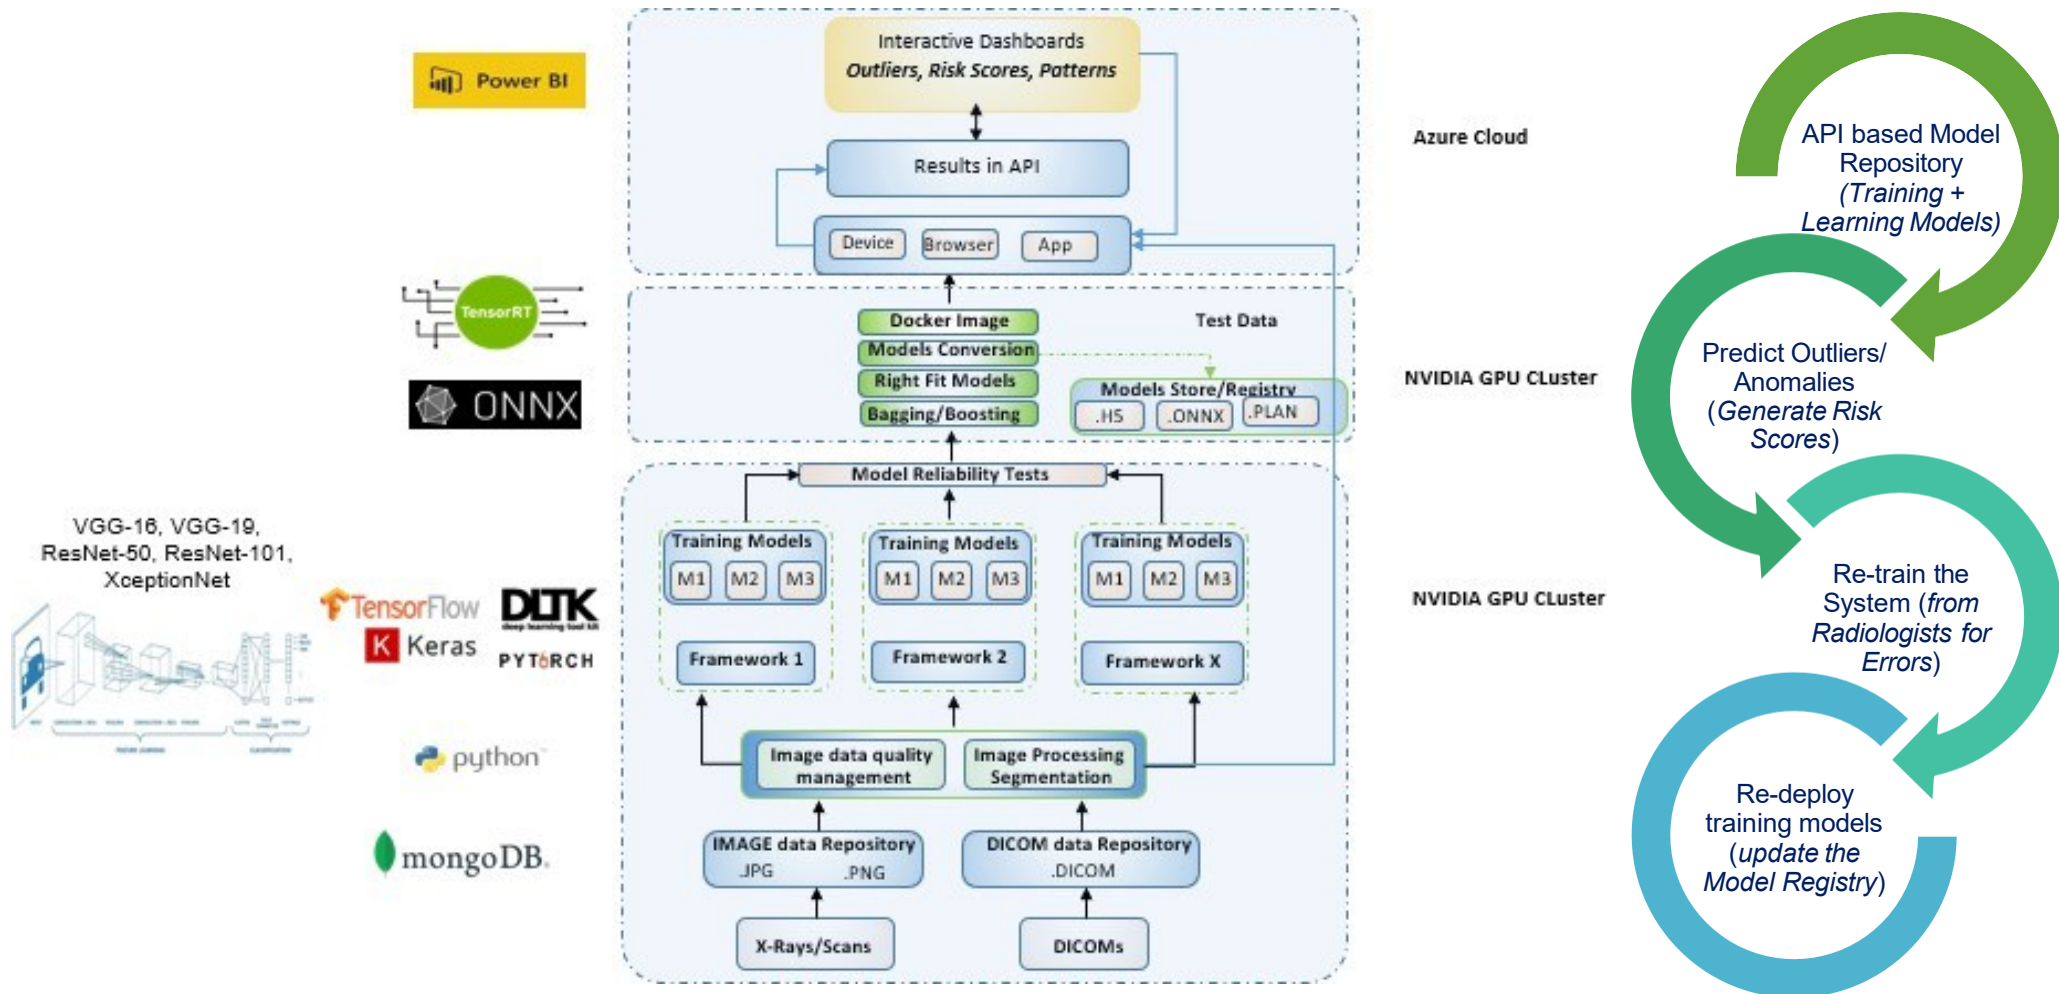 Power BI
Interactive Dashboards
Outliers, Risk Scores, Patterns
Results in API
Device
Browser
App
Azure Cloud
TensorRT
ONNX
Docker Image
Models Conversion
Right Fit Models
Bagging/Boosting
Test Data
Models Store/Registry
.H5
.ONNX
.PLAN
NVIDIA GPU CLuster
Model Reliability Tests
VGG-16, VGG-19,
ResNet-50, ResNet-101,
XceptionNet
TensorFlow
DLTK
deep learning tool kit
K Keras
PYTORCH
Training Models
M1
M2
M3
Training Models
M1
M2
M3
Training Models
M1
M2
M3
Framework 1
Framework 2
Framework X
NVIDIA GPU CLuster
python™
Image data quality
management
Image Processing
Segmentation
mongoDB.
IMAGE data Repository
.JPG
.PNG
DICOM data Repository
.DICOM
X-Rays/Scans
DICOMs
API based Model
Repository
(Training +
Learning Models)
Predict Outliers/
Anomalies
(Generate Risk
Scores)
Re-train the
System (from
Radiologists for
Errors)
Re-deploy
training models
(update the
Model Registry)